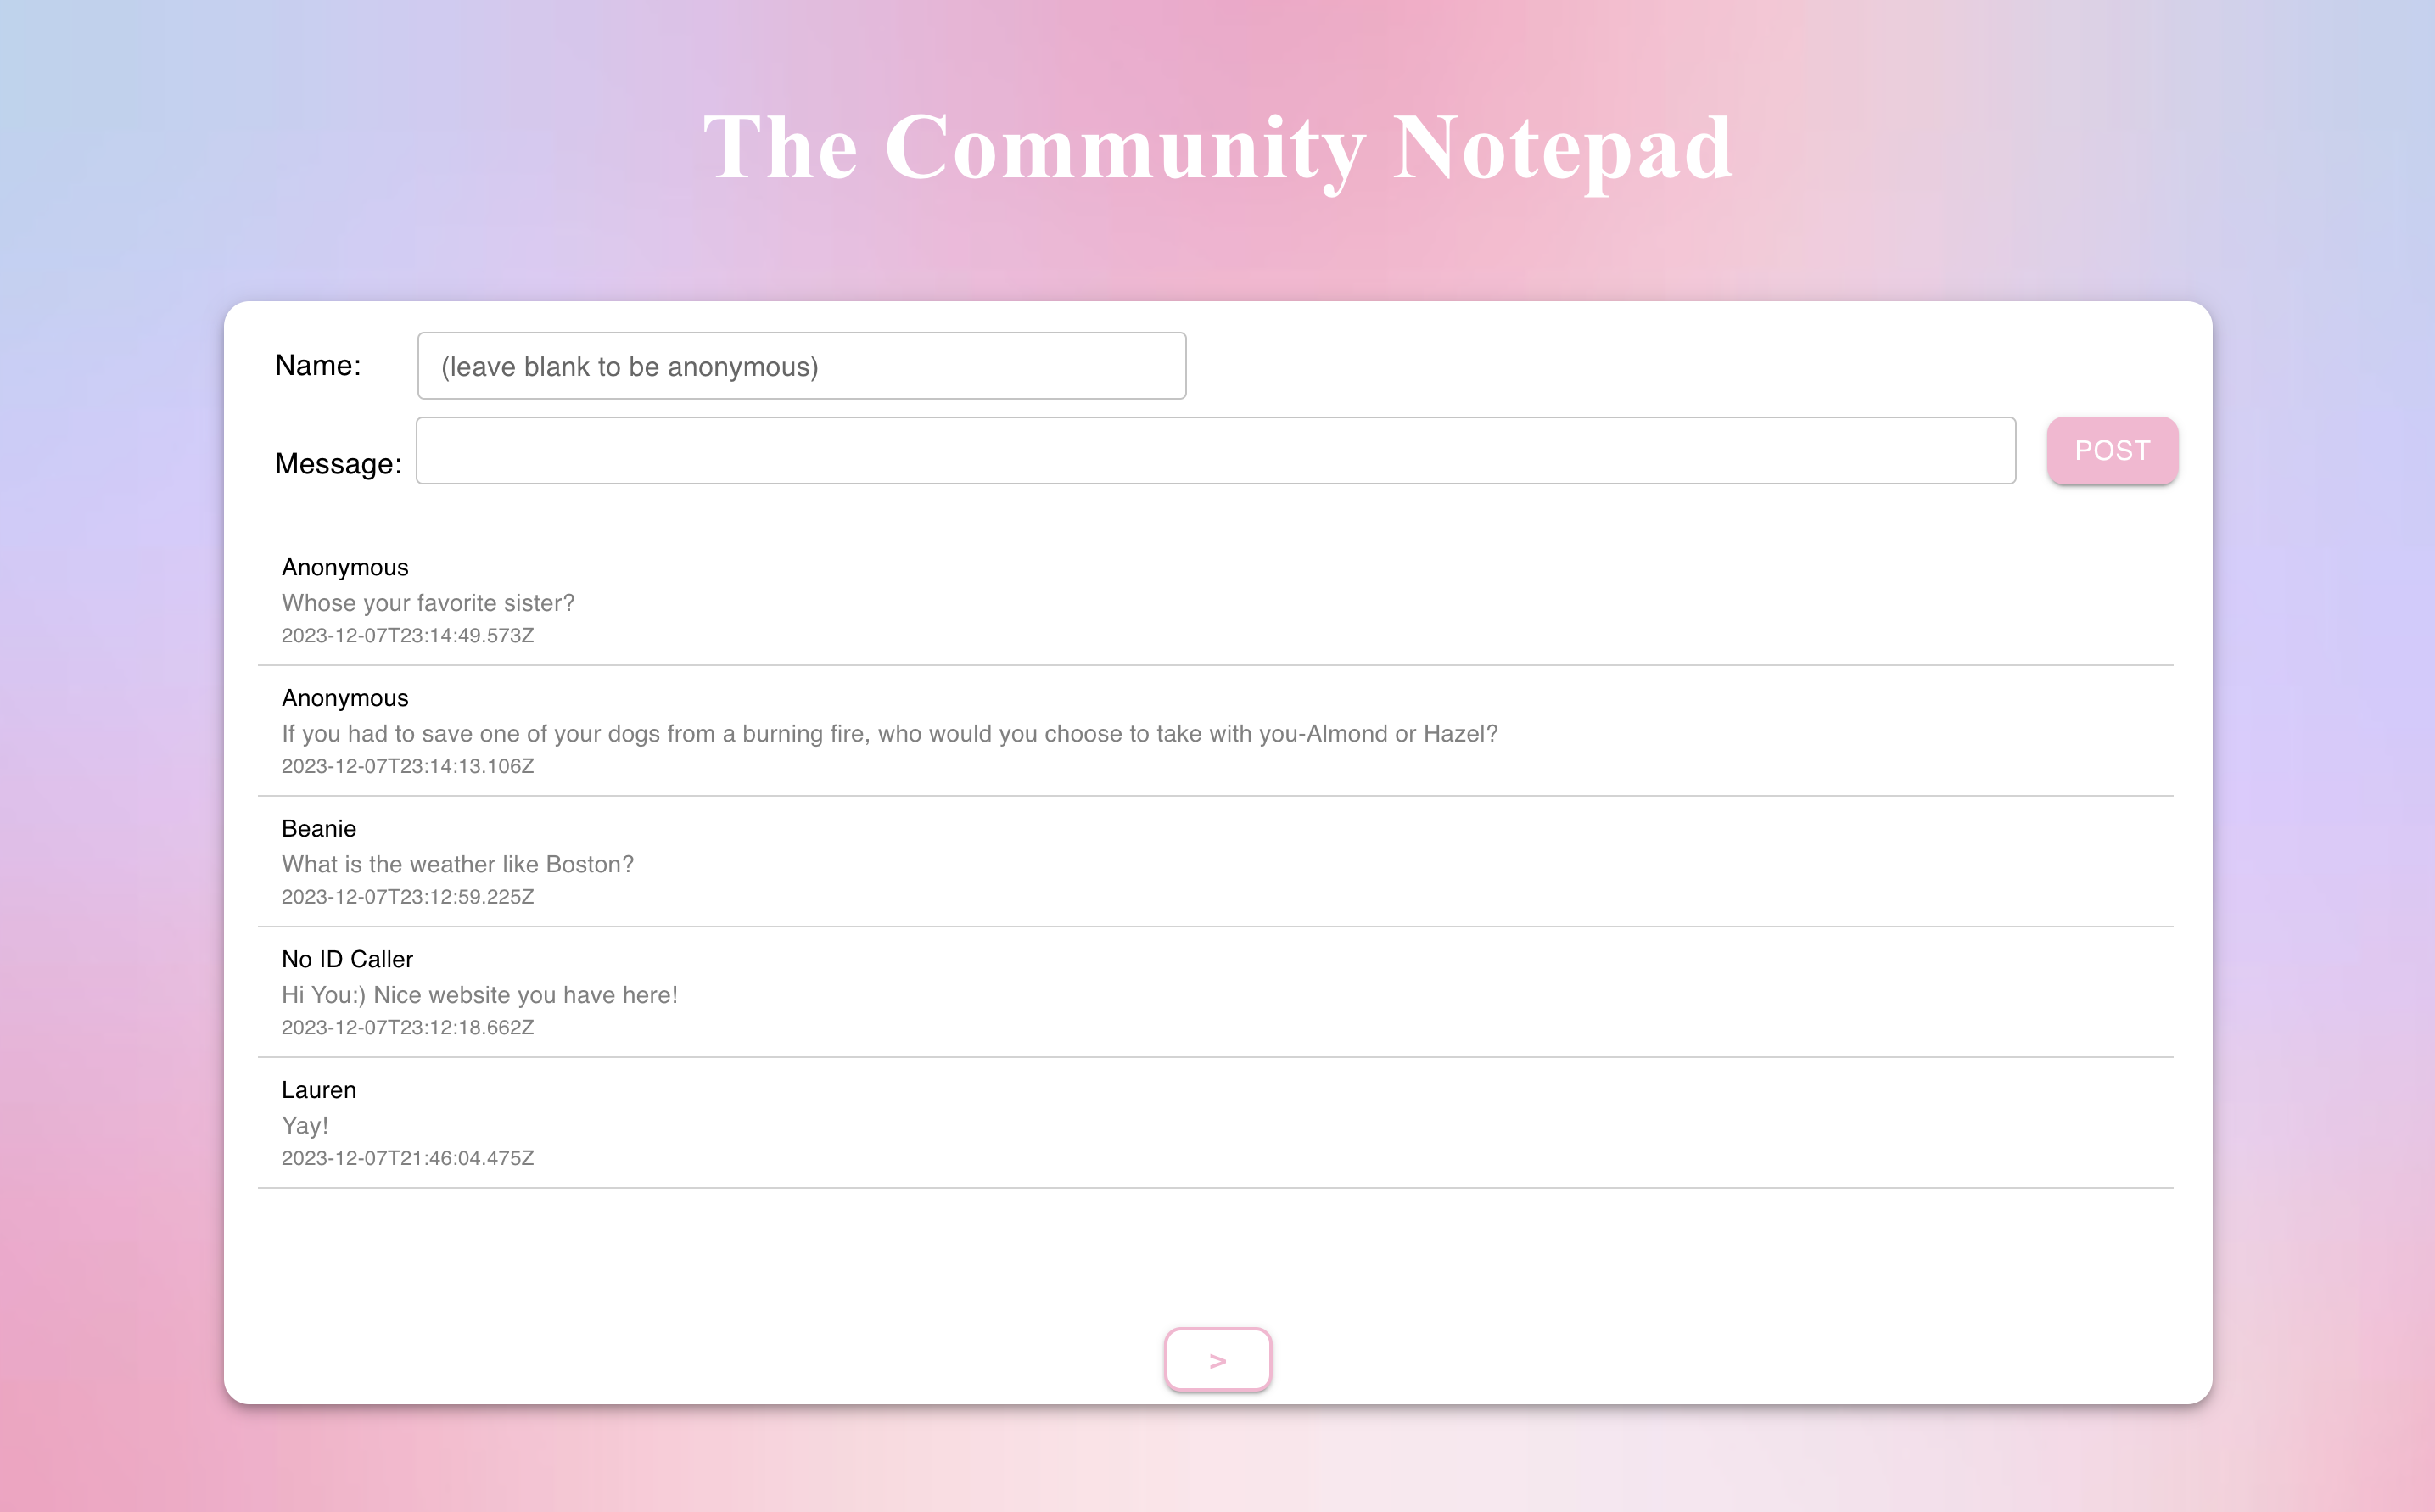 The Community Notepad
Name:
(leave blank to be anonymous)
Message:
POST
Anonymous
Whose your favorite sister?
2023-12-07T23:14:49.573Z
Anonymous
If you had to save one of your dogs from a burning fire, who would you choose to take with you-Almond or Hazel?
2023-12-07T23:14:13.106Z
Beanie
What is the weather like Boston?
2023-12-07T23:12:59.225Z
No ID Caller
Hi You:) Nice website you have here!
2023-12-07T23:12:18.662Z
Lauren
Yay!
2023-12-07T21:46:04.475Z
>